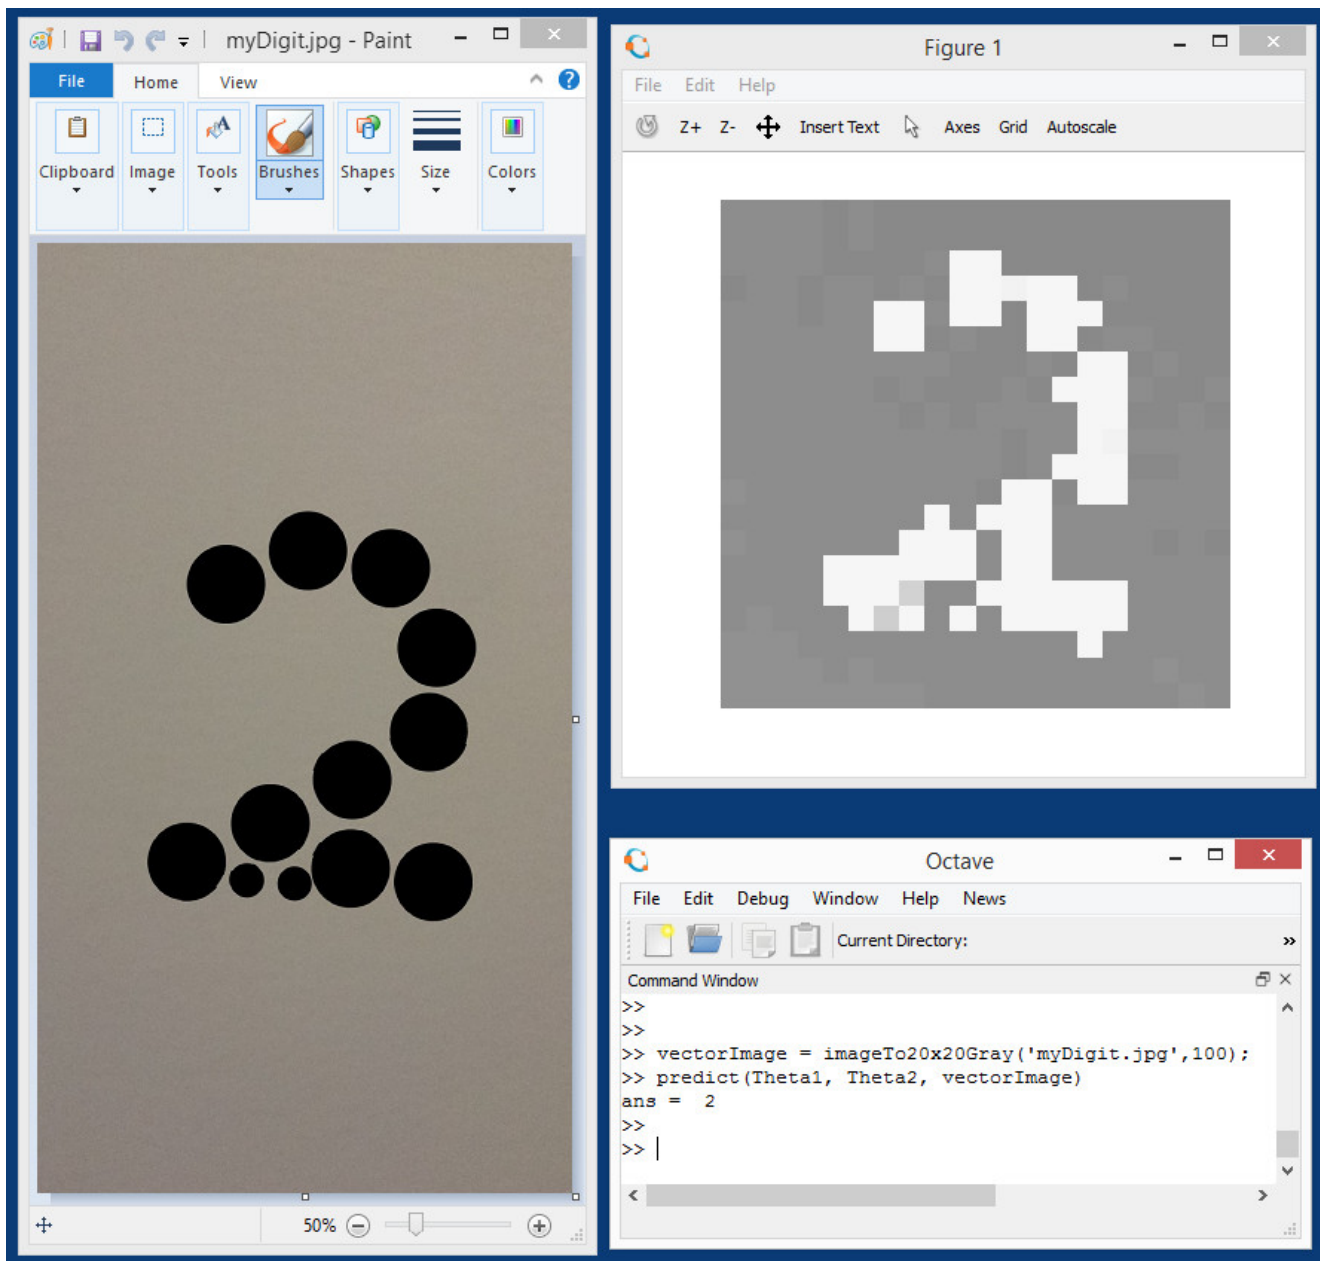 myDigit.jpg - Paint
File Home View
Clipboard Image Tools Brushes Shapes Size Colors
50%
Figure 1
File Edit Help
Z+ Z- Insert Text Axes Grid Autoscale
Octave
File Edit Debug Window Help News
Current Directory: »
Command Window
>>
>>
>> vectorImage = imageTo20x20Gray('myDigit.jpg',100);
>> predict(Theta1, Theta2, vectorImage)
ans =  2
>>
>>